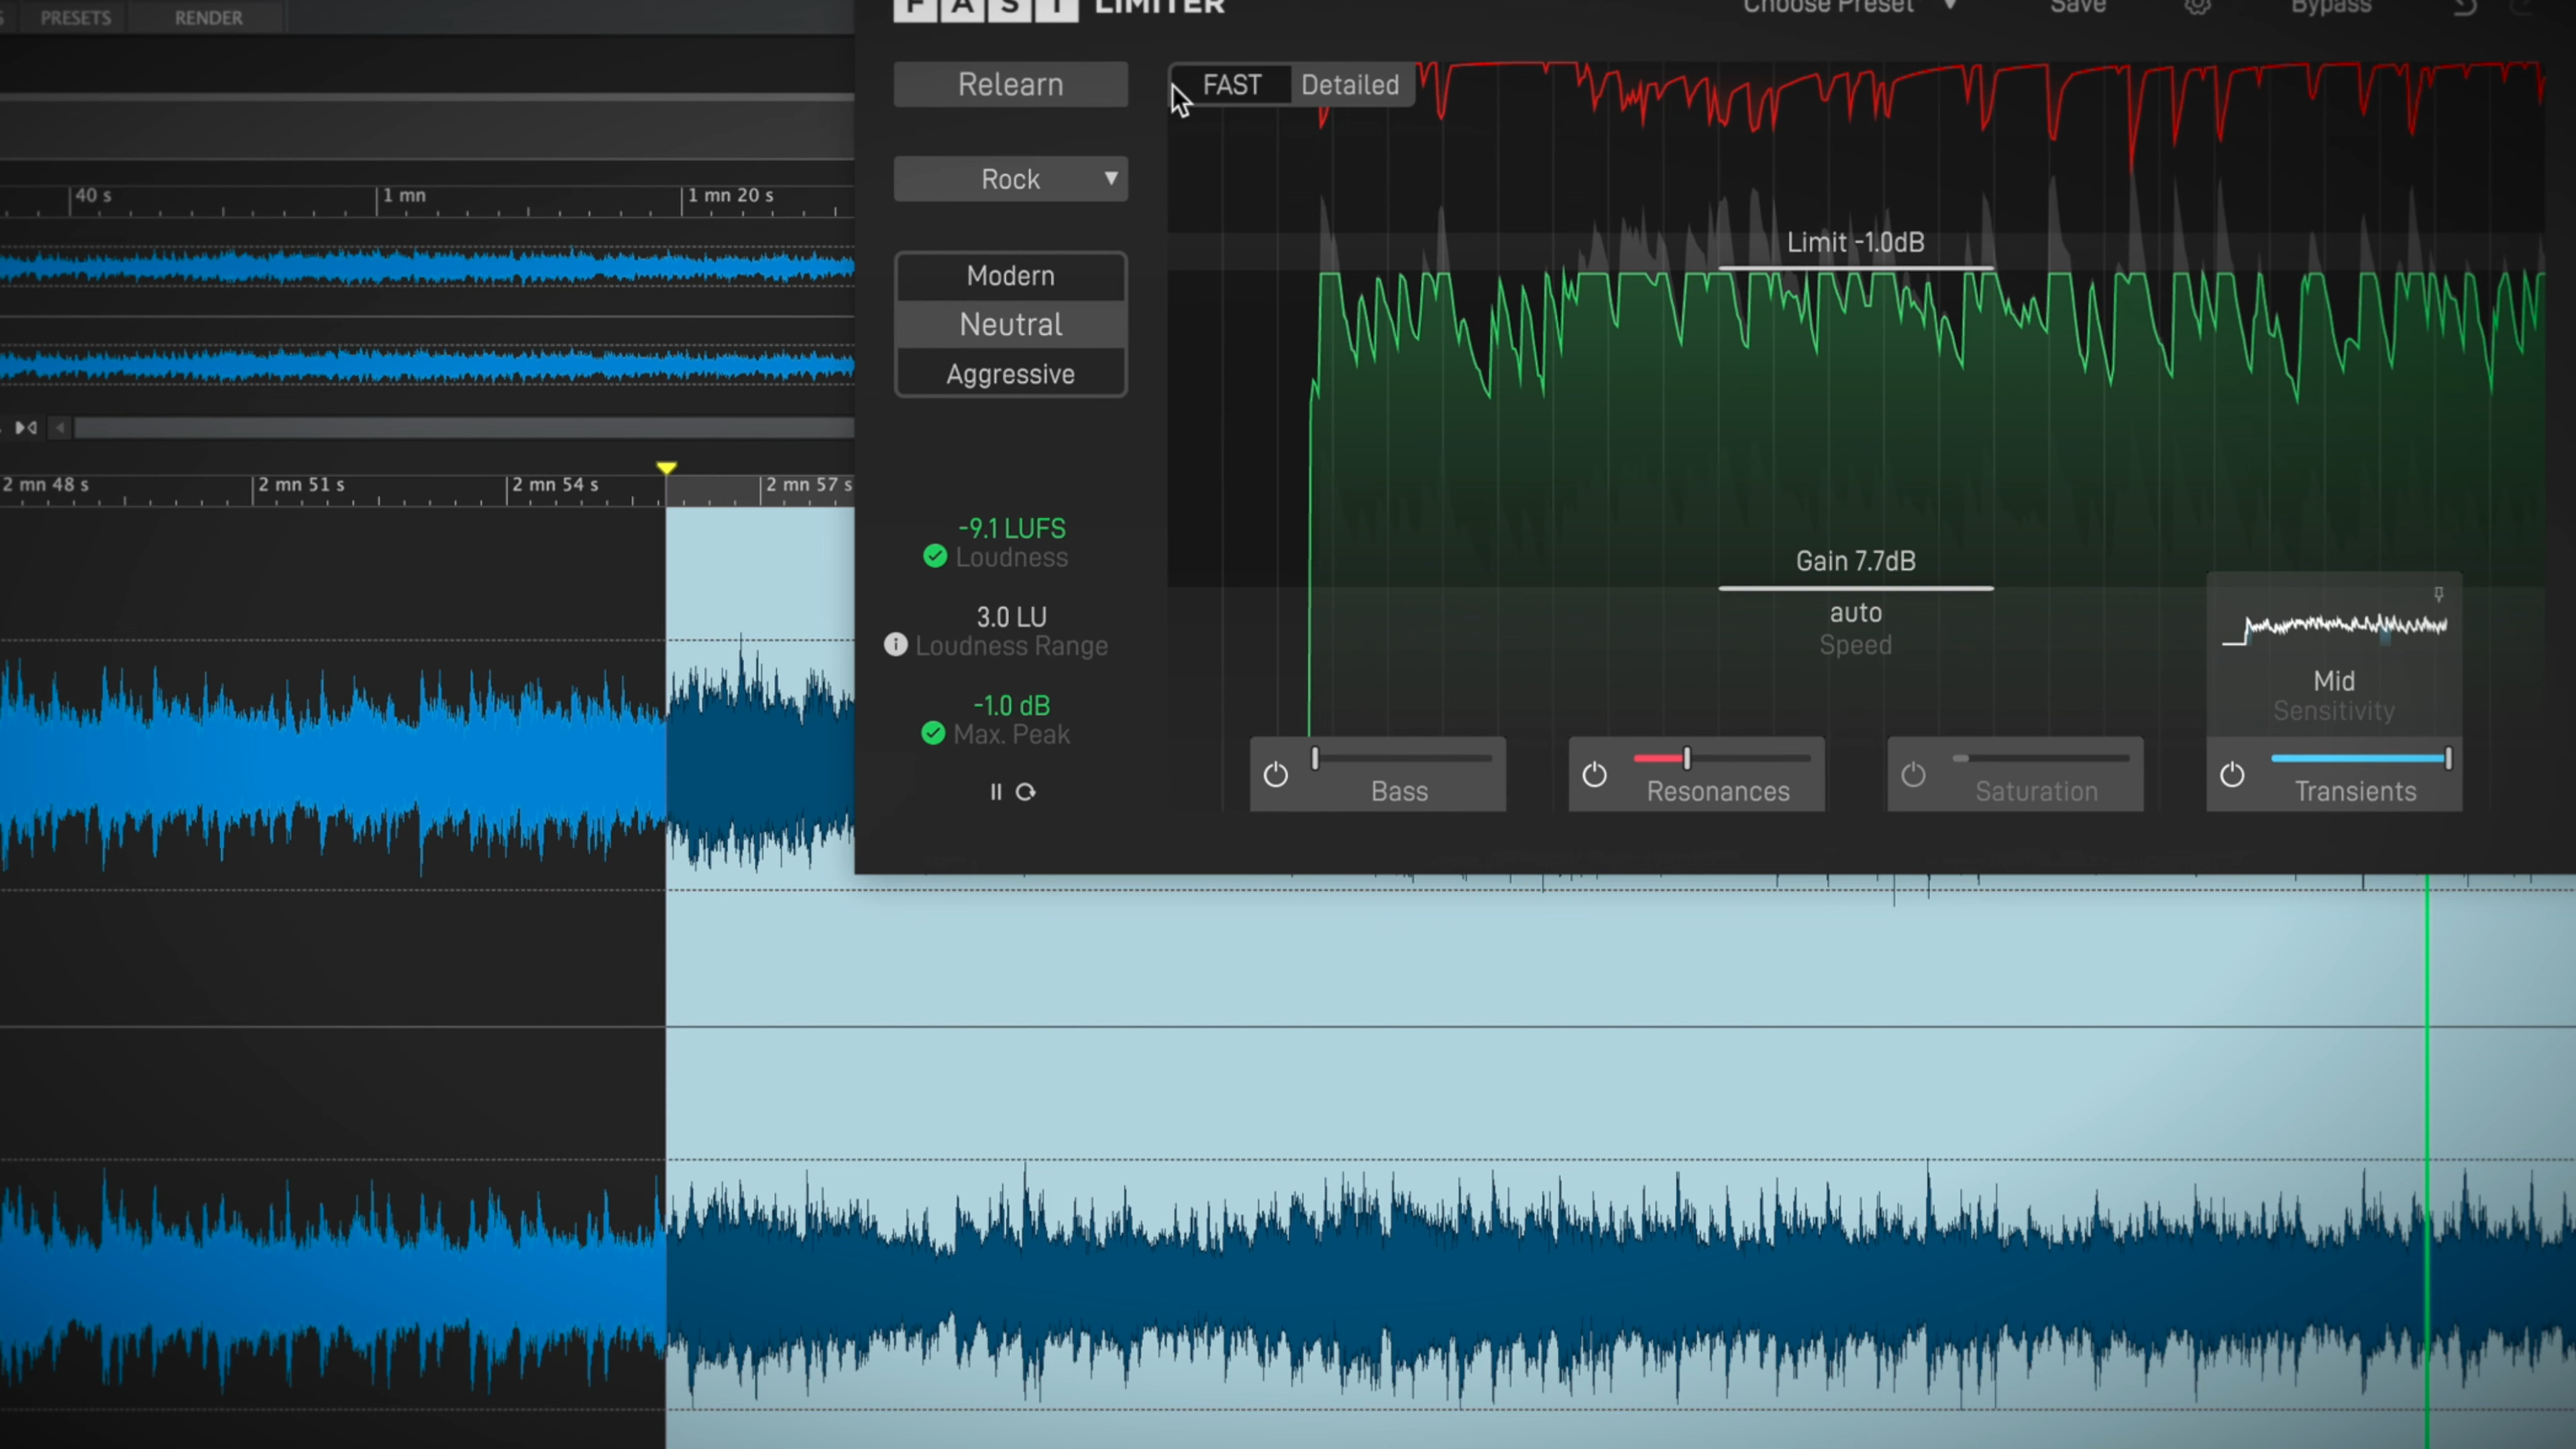 PRESETS
RENDER
FAST LIMITER
Choose Preset
Save
Bypass
Relearn
FAST
Detailed
Rock
Modern
Neutral
Aggressive
40 s
1 mn
1 mn 20 s
2 mn 48 s
2 mn 51 s
2 mn 54 s
2 mn 57 s
Limit -1.0dB
-9.1 LUFS
Loudness
3.0 LU
Loudness Range
-1.0 dB
Max. Peak
Gain 7.7dB
auto
Speed
Mid
Sensitivity
Bass
Resonances
Saturation
Transients